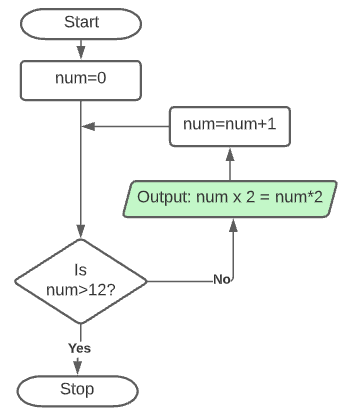 Start
num=0
num=num+1
Output: num x 2 = num*2
Is
num>12?
No
Yes
Stop